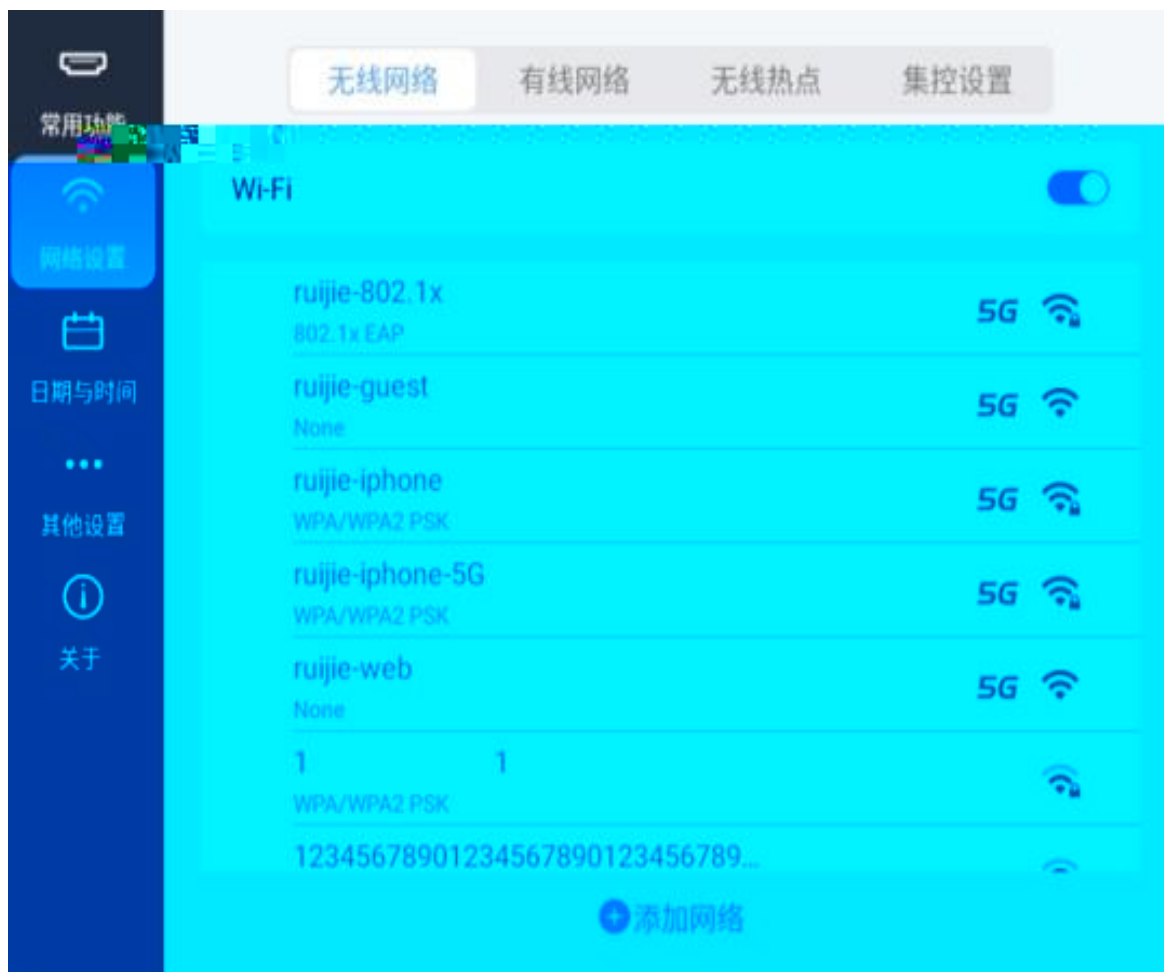 无线网络 有线网络 无线热点 集控设置
常用功能
Wi-Fi
网络设置
ruijie-802.1x
5G
802.1x EAP
日期与时间
ruijie-guest
5G
None
其他设置
ruijie-iphone
5G
WPA/WPA2 PSK
ruijie-iphone-5G
5G
WPA/WPA2 PSK
关于
ruijie-web
5G
None
1 1
WPA/WPA2 PSK
12345678901234567890123456789...
添加网络